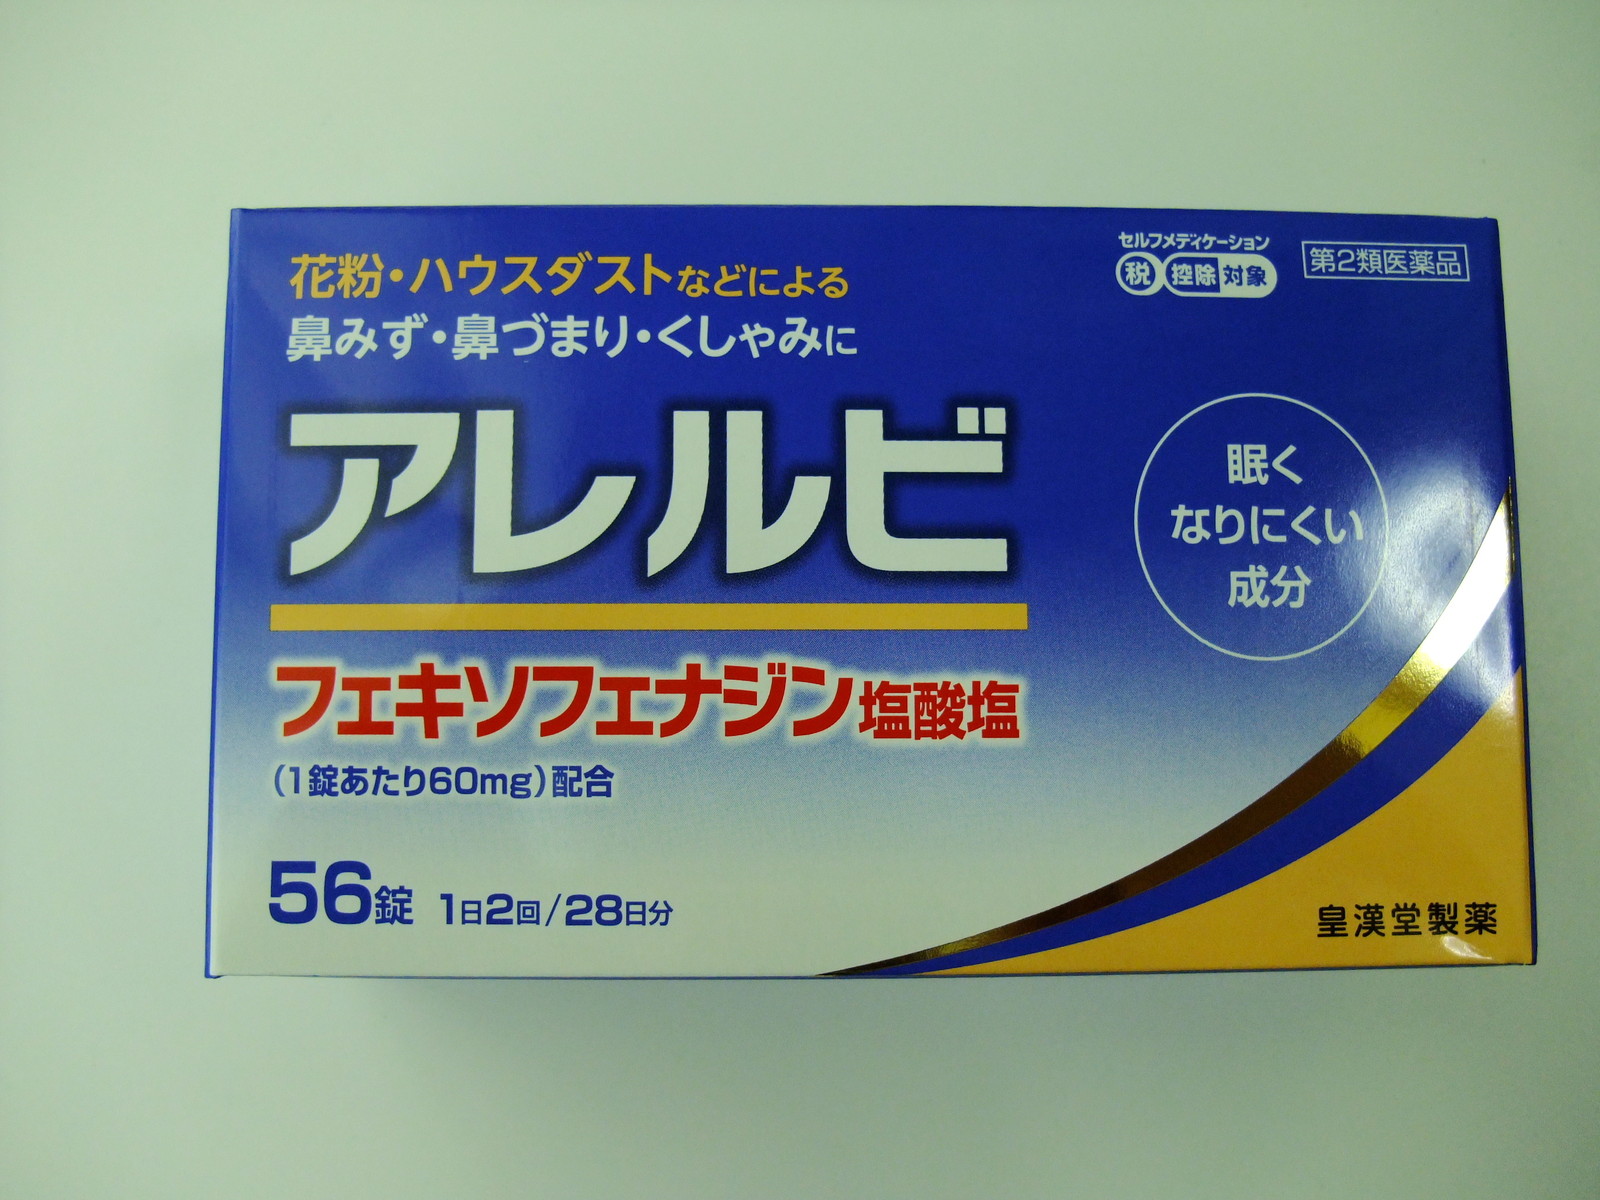 花粉・ハウスダストなどによる
鼻みず・鼻づまり・くしゃみに
セルフメディケーション
税 控除 対象
第2類医薬品
アレルビ
眠く
なりにくい
成分
フェキソフェナジン塩酸塩
(1錠あたり60mg)配合
56錠 1日2回/28日分
皇漢堂製薬